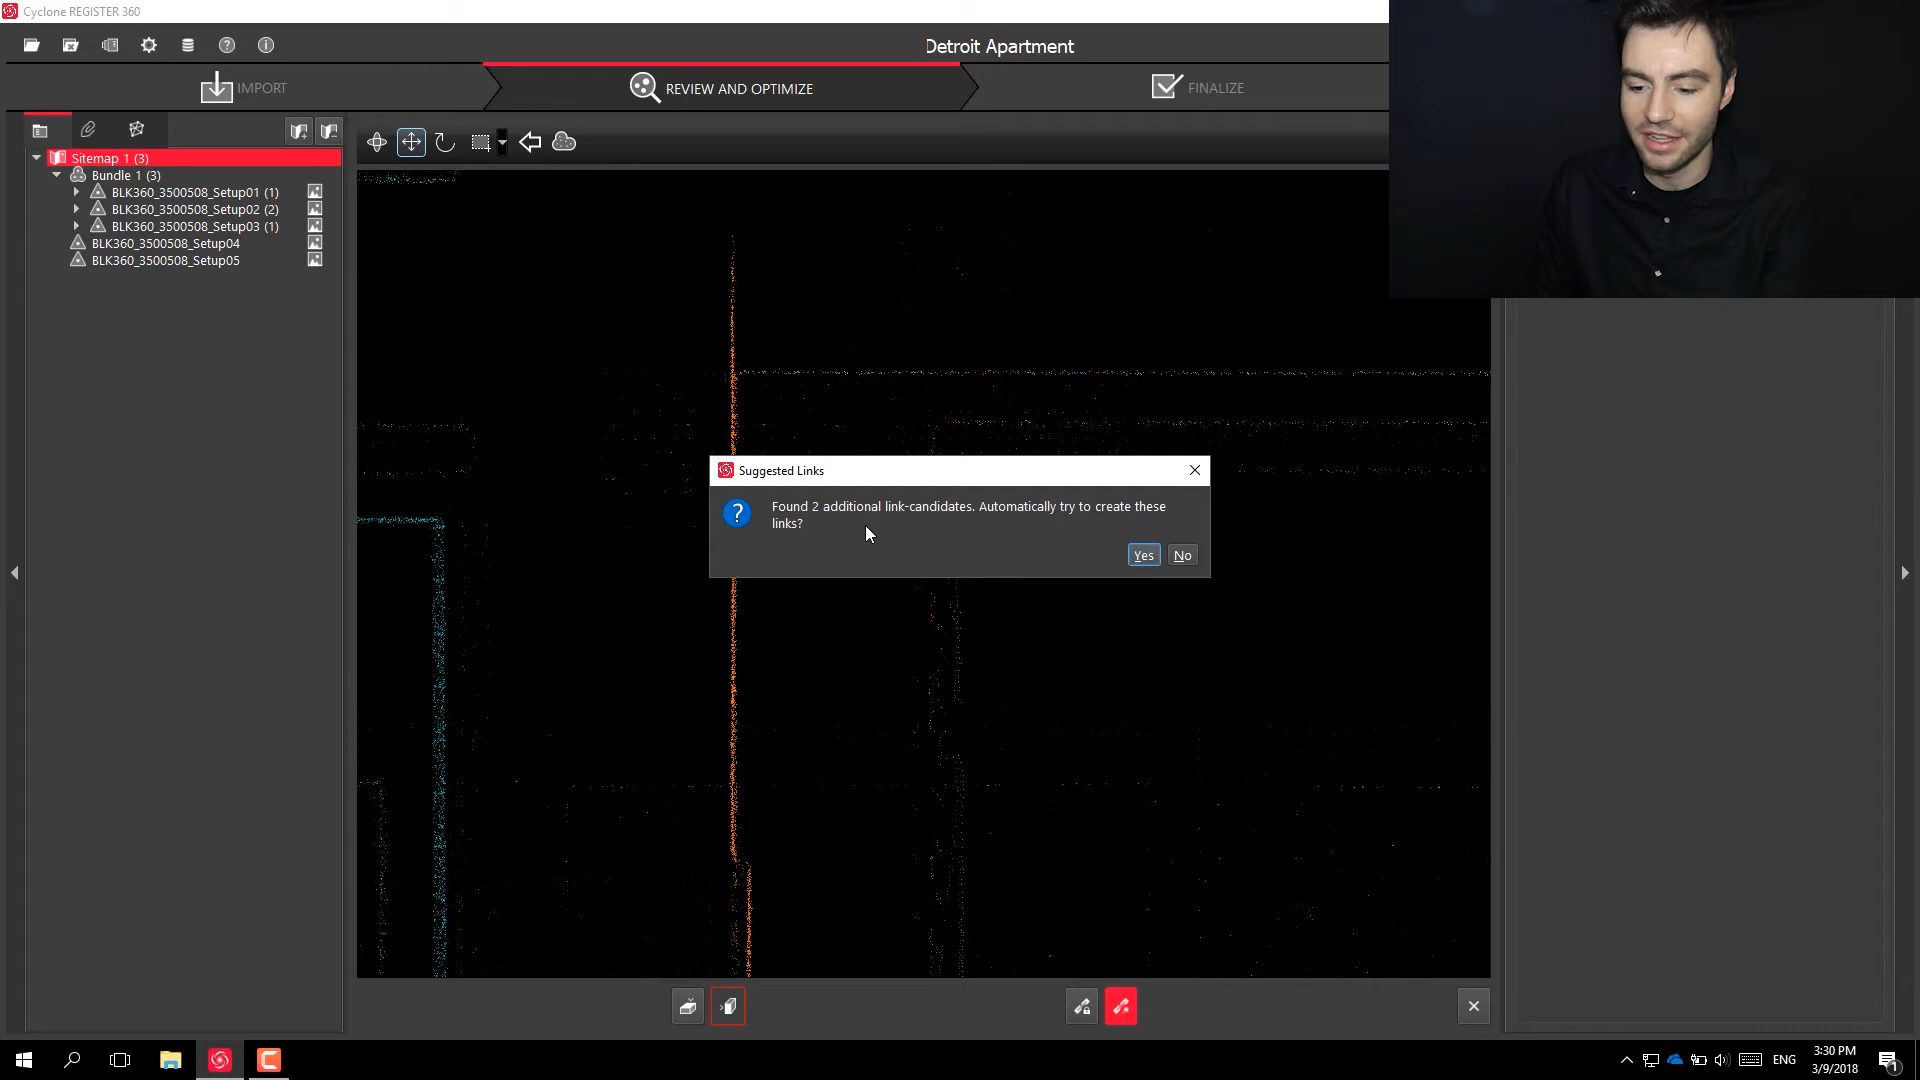 Cyclone REGISTER 360
Detroit Apartment
IMPORT
REVIEW AND OPTIMIZE
FINALIZE
Sitemap 1 (3)
Bundle 1 (3)
BLK360_3500508_Setup01 (1)
BLK360_3500508_Setup02 (2)
BLK360_3500508_Setup03 (1)
BLK360_3500508_Setup04
BLK360_3500508_Setup05
Suggested Links
Found 2 additional link-candidates. Automatically try to create these
links?
Yes No
ENG
3:30 PM
3/9/2018
1